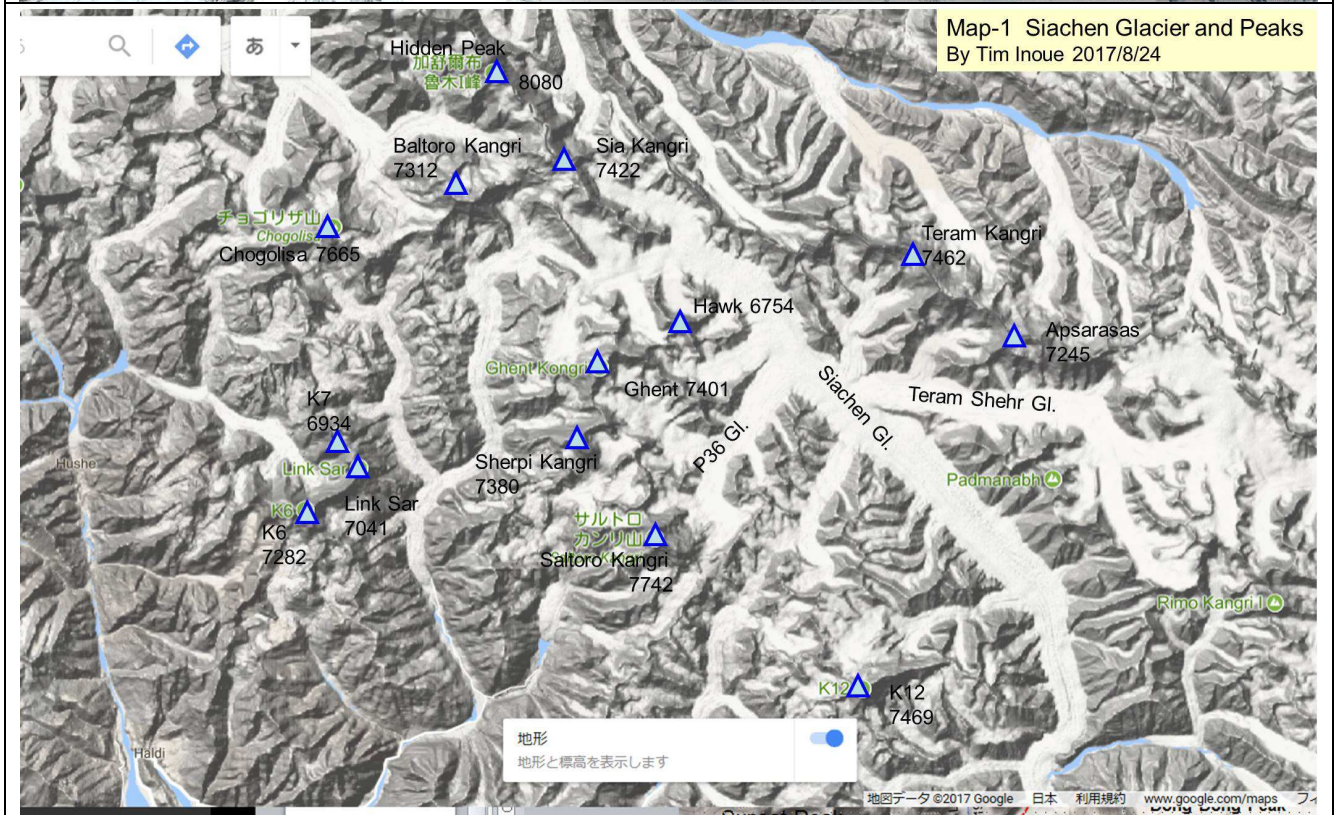 Map-1 Siachen Glacier and Peaks
By Tim Inoue 2017/8/24
あ
Hidden Peak
加舒爾布
魯木I峰
8080
Baltoro Kangri
7312
Sia Kangri
7422
チョゴリザ山
Chogolisa
Chogolisa 7665
Teram Kangri
7462
Hawk 6754
Apsarasas
7245
Ghent Kongri
Ghent 7401
Siachen Gl.
Teram Shehr Gl.
P36 Gl.
K7
6934
Hushe
Link Sar
Link Sar
7041
Sherpi Kangri
7380
Padmanabh
K6
K6
7282
サルトロ
カンリ山
Saltoro Kangri
7742
Rimo Kangri I
K12
K12
7469
Haldi
地形
地形と標高を表示します
地図データ ©2017 Google 日本 利用規約 www.google.com/maps フィ